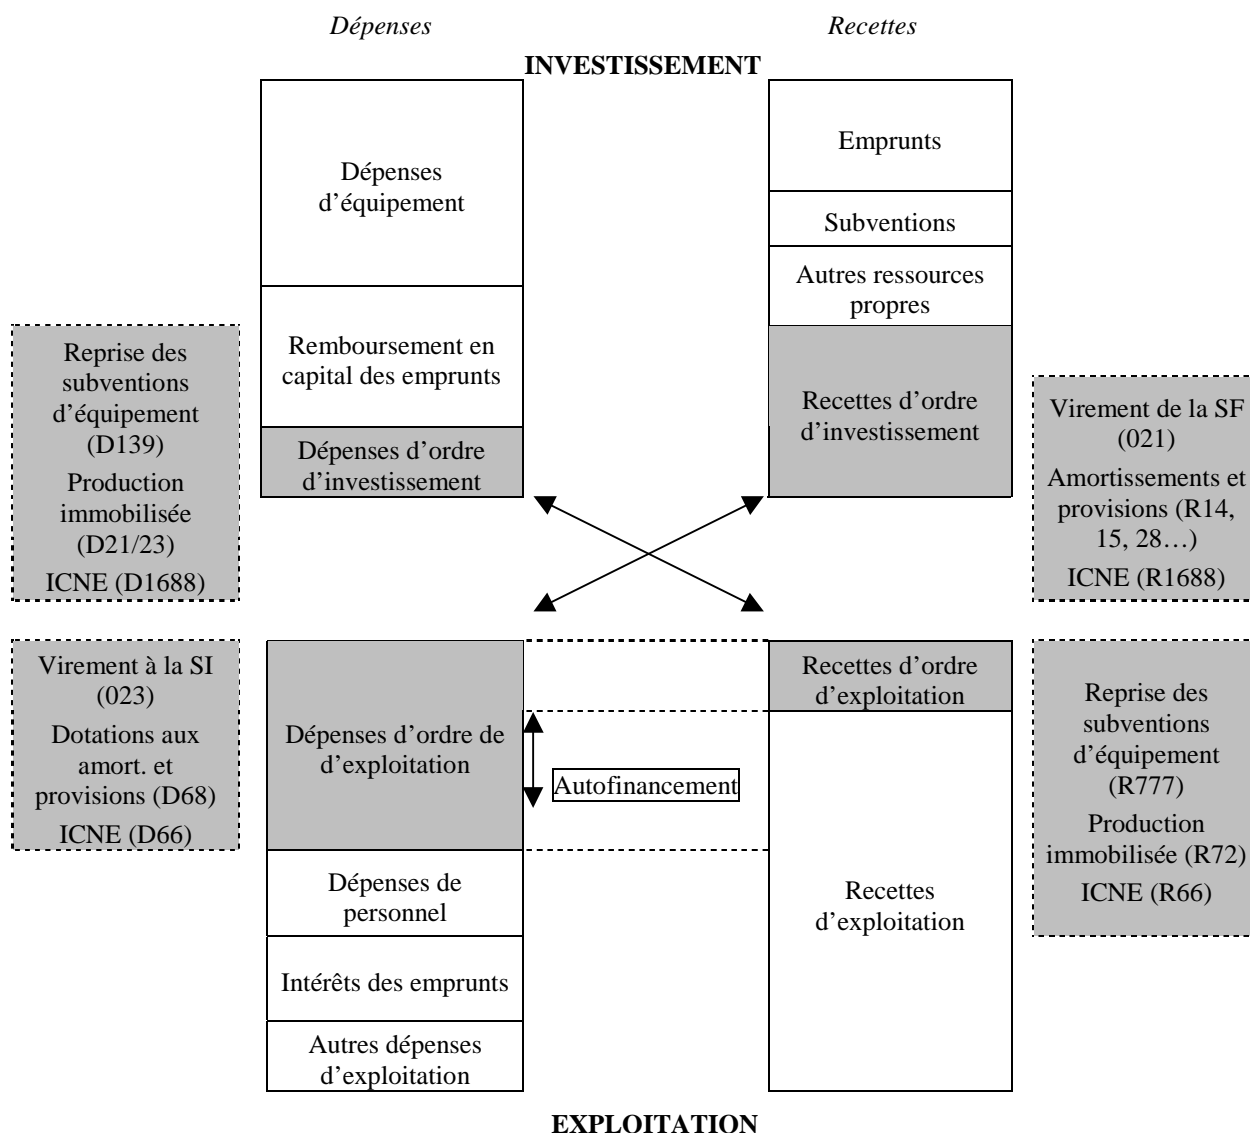 Dépenses
Recettes
INVESTISSEMENT
Dépenses
d’équipement
Remboursement en
capital des emprunts
Dépenses d’ordre
d’investissement
Emprunts
Subventions
Autres ressources
propres
Recettes d’ordre
d’investissement
Reprise des
subventions
d’équipement
(D139)
Production
immobilisée
(D21/23)
ICNE (D1688)
Virement de la SF
(021)
Amortissements et
provisions (R14,
15, 28…)
ICNE (R1688)
Virement à la SI
(023)
Dotations aux
amort. et
provisions (D68)
ICNE (D66)
Dépenses d’ordre de
d’exploitation
Dépenses de
personnel
Intérêts des emprunts
Autres dépenses
d’exploitation
Autofinancement
Recettes d’ordre
d’exploitation
Recettes
d’exploitation
Reprise des
subventions
d’équipement
(R777)
Production
immobilisée (R72)
ICNE (R66)
EXPLOITATION